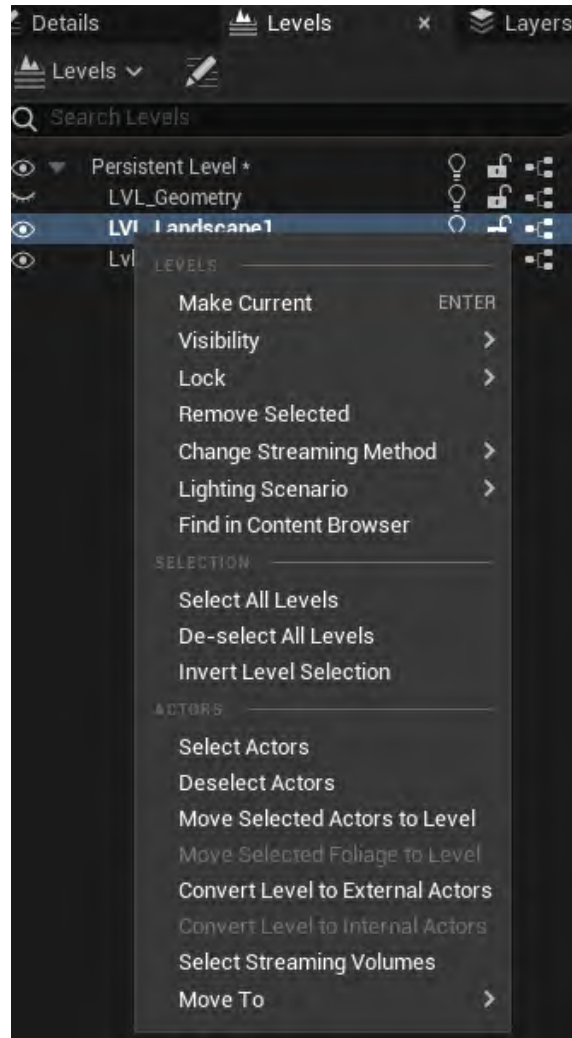 Details Levels × Layers
Levels
Search Levels
Persistent Level *
LVL_Geometry
LVL_Landscape1
Lvl
LEVELS
Make Current ENTER
Visibility
Lock
Remove Selected
Change Streaming Method
Lighting Scenario
Find in Content Browser
SELECTION
Select All Levels
De-select All Levels
Invert Level Selection
ACTORS
Select Actors
Deselect Actors
Move Selected Actors to Level
Move Selected Foliage to Level
Convert Level to External Actors
Convert Level to Internal Actors
Select Streaming Volumes
Move To